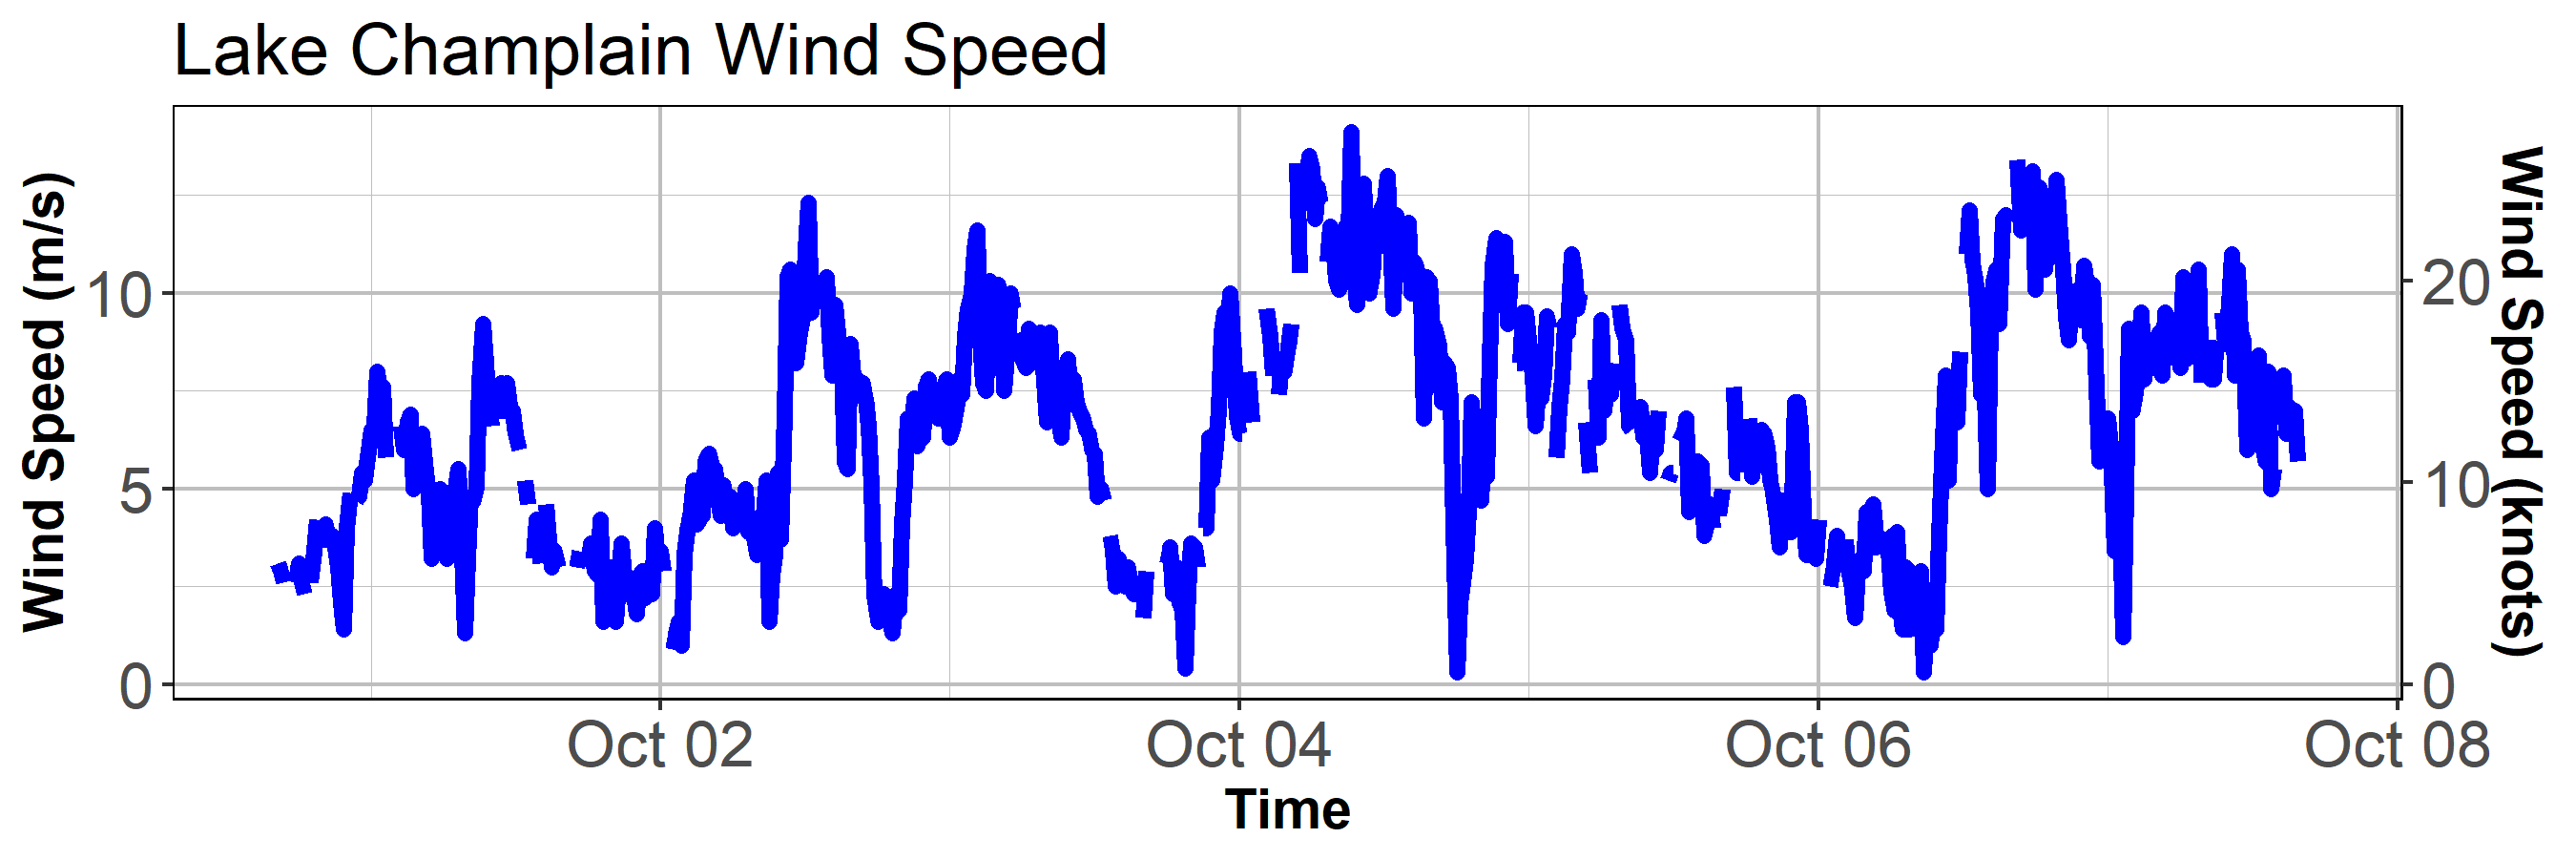 Lake Champlain Wind Speed
Wind Speed (m/s)
10
5
0
20
10
0
Wind Speed (knots)
Oct 02
Oct 04
Oct 06
Oct 08
Time